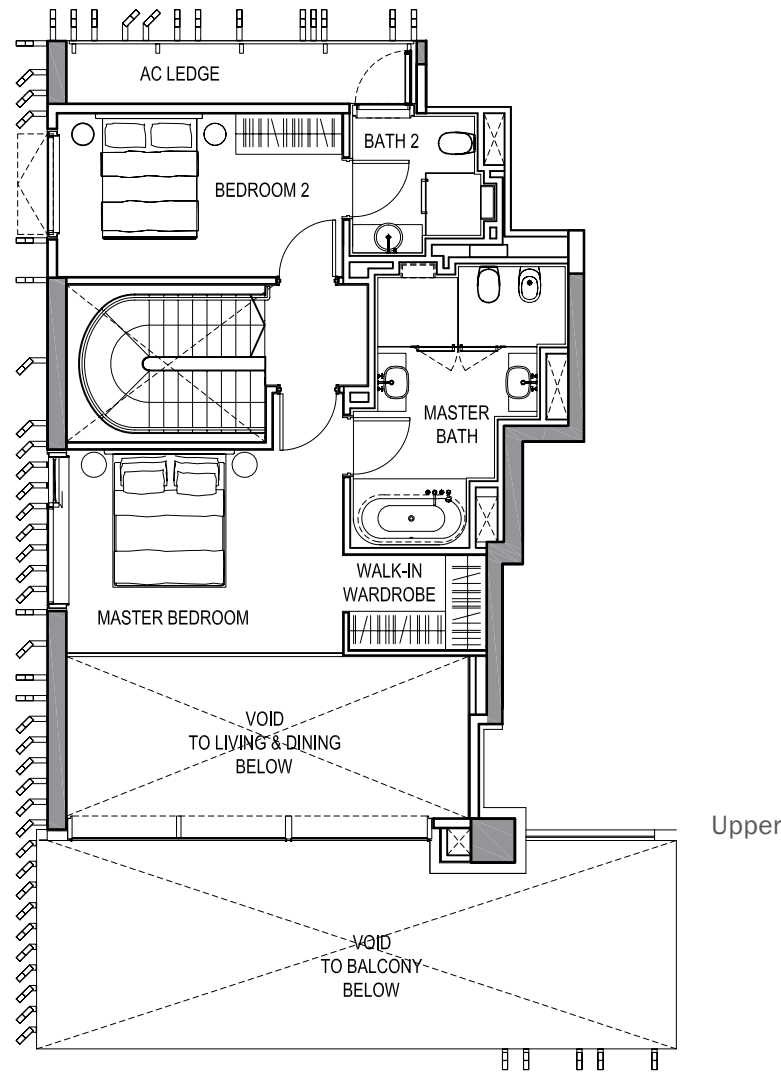 AC LEDGE
BATH 2
BEDROOM 2
MASTER
BATH
WALK-IN
WARDROBE
MASTER BEDROOM
VOID
TO LIVING & DINING
BELOW
Upper
VOID
TO BALCONY
BELOW